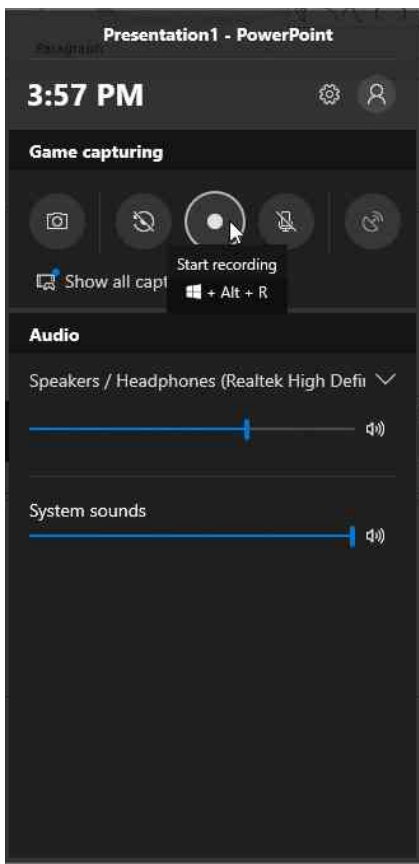 Presentation1 - PowerPoint
Paragraph
3:57 PM
Game capturing
Start recording
Show all capt
+ Alt + R
Audio
Speakers / Headphones (Realtek High Defi
System sounds